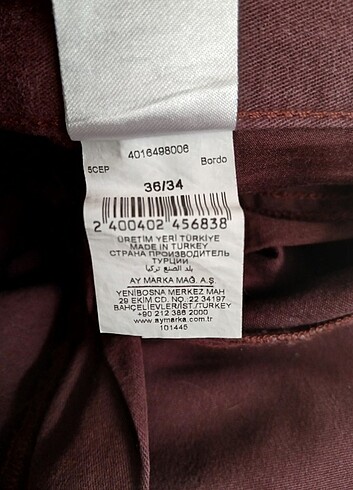 4016498006
5CEP Bordo
36/34
2 400402 456838
ÜRETİM YERİ TÜRKİYE
MADE IN TURKEY
СТРАНА ПРОИЗВОДИТЕЛЬ
ТУРЦИИ
بلد الصنع تركيا
AY MARKA MAĞ. A.Ş.
YENİBOSNA MERKEZ MAH
29 EKİM CD. NO. 22 34197
BAHÇELİEVLER/İST./TURKEY
+90 212 386 2000
www.aymarka.com.tr
101445